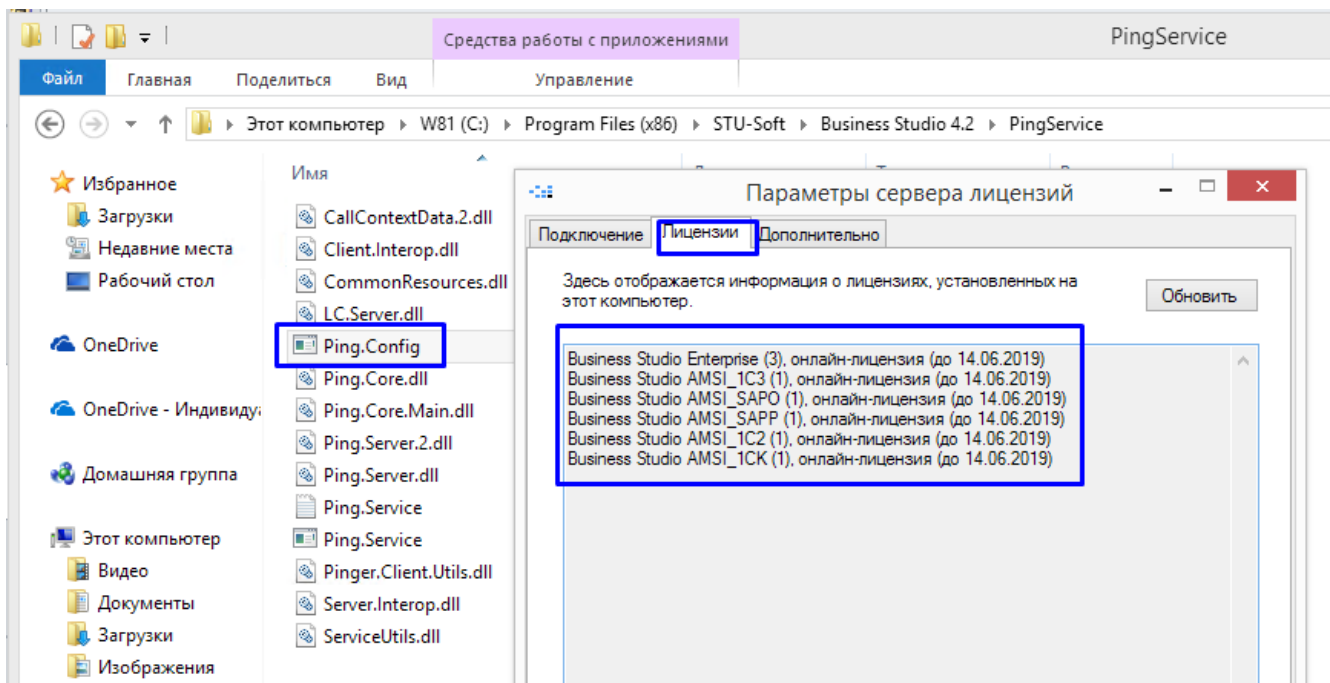 Средства работы с приложениями
PingService
Файл
Главная
Поделиться
Вид
Управление
Этот компьютер
W81 (C:)
Program Files (x86)
STU-Soft
Business Studio 4.2
PingService
Избранное
Загрузки
Недавние места
Рабочий стол
OneDrive
OneDrive - Индивиду
Домашняя группа
Этот компьютер
Видео
Документы
Загрузки
Изображения
Имя
CallContextData.2.dll
Client.Interop.dll
CommonResources.dll
LC.Server.dll
Ping.Config
Ping.Core.dll
Ping.Core.Main.dll
Ping.Server.2.dll
Ping.Server.dll
Ping.Service
Ping.Service
Pinger.Client.Utils.dll
Server.Interop.dll
ServiceUtils.dll
Параметры сервера лицензий
Подключение
Лицензии
Дополнительно
Здесь отображается информация о лицензиях, установленных на
этот компьютер.
Обновить
Business Studio Enterprise (3), онлайн-лицензия (до 14.06.2019)
Business Studio AMSI_1C3 (1), онлайн-лицензия (до 14.06.2019)
Business Studio AMSI_SAPO (1), онлайн-лицензия (до 14.06.2019)
Business Studio AMSI_SAPP (1), онлайн-лицензия (до 14.06.2019)
Business Studio AMSI_1C2 (1), онлайн-лицензия (до 14.06.2019)
Business Studio AMSI_1CK (1), онлайн-лицензия (до 14.06.2019)